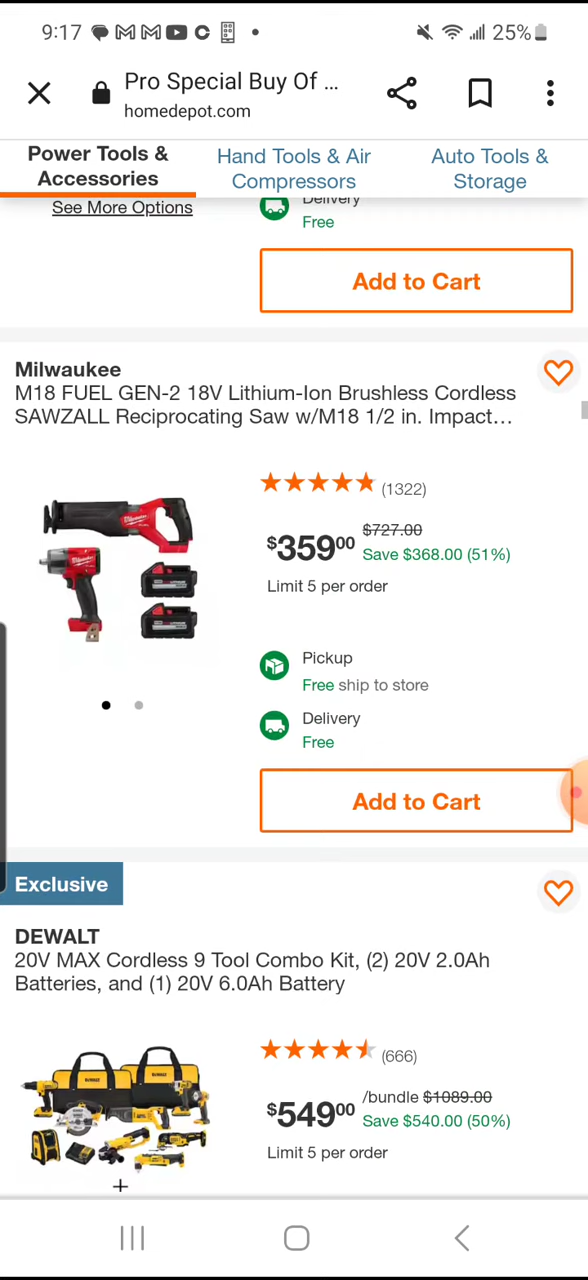 9:17
25%
Pro Special Buy Of ...
homedepot.com
Power Tools & Accessories
Hand Tools & Air Compressors
Auto Tools & Storage
See More Options
Delivery
Free
Add to Cart
Milwaukee
M18 FUEL GEN-2 18V Lithium-Ion Brushless Cordless
SAWZALL Reciprocating Saw w/M18 1/2 in. Impact...
(1322)
$359.00 $727.00
Save $368.00 (51%)
Limit 5 per order
Pickup
Free ship to store
Delivery
Free
Add to Cart
Exclusive
DEWALT
20V MAX Cordless 9 Tool Combo Kit, (2) 20V 2.0Ah
Batteries, and (1) 20V 6.0Ah Battery
(666)
$549.00 /bundle $1089.00
Save $540.00 (50%)
Limit 5 per order